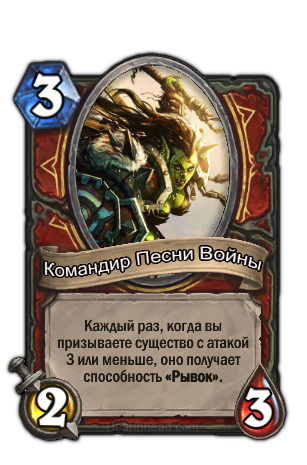 3
Командир Песни Войны
Каждый раз, когда вы
призываете существо с атакой
3 или меньше, оно получает
способность «Рывок».
2
3